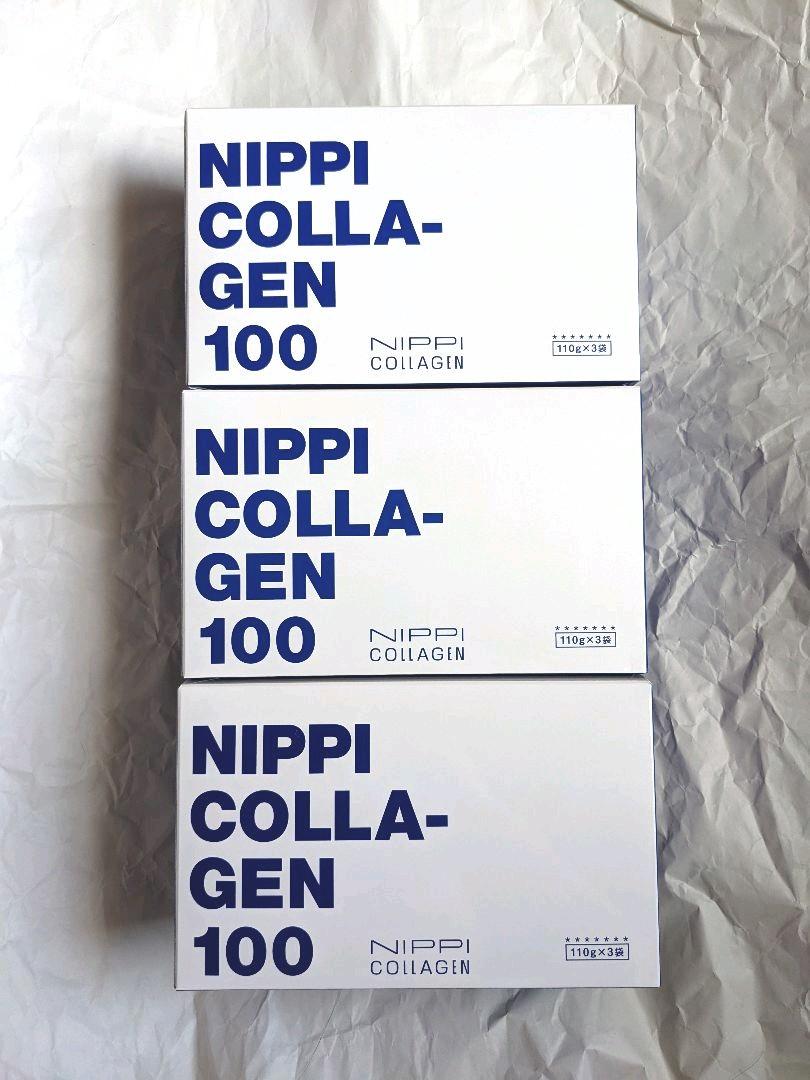 NIPPI
COLLA-
GEN
100
NIPPI
COLLAGEN
*******
110g×3袋
NIPPI
COLLA-
GEN
100
NIPPI
COLLAGEN
*******
110g×3袋
NIPPI
COLLA-
GEN
100
NIPPI
COLLAGEN
*******
110g×3袋